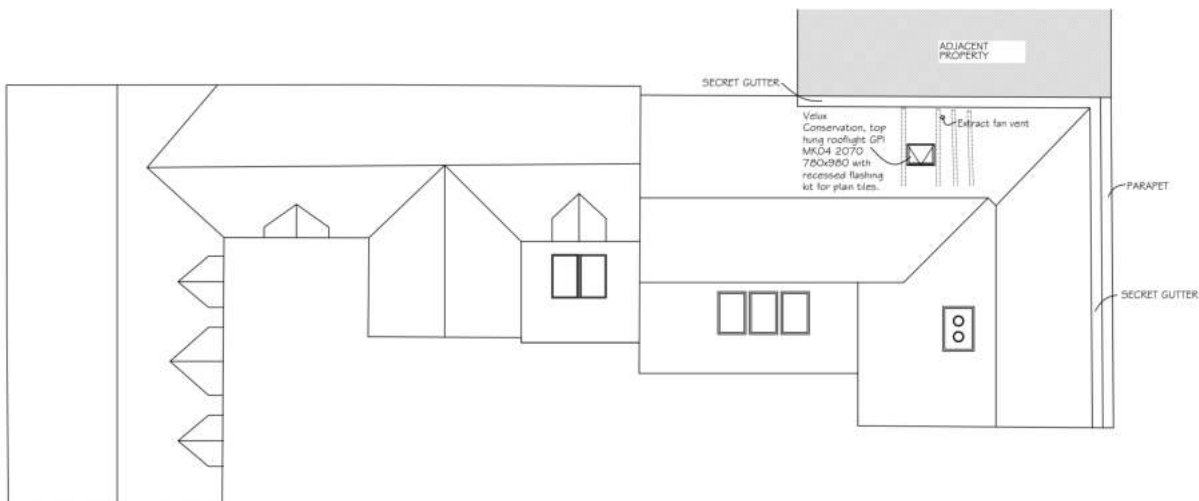 ADJACENT
PROPERTY
SECRET GUTTER
Velux
Conservation, top
hung rooflight GPl
MK04 2070
780x980 with
recessed flashing
kit for plain tiles.
Extract fan vent
PARAPET
SECRET GUTTER